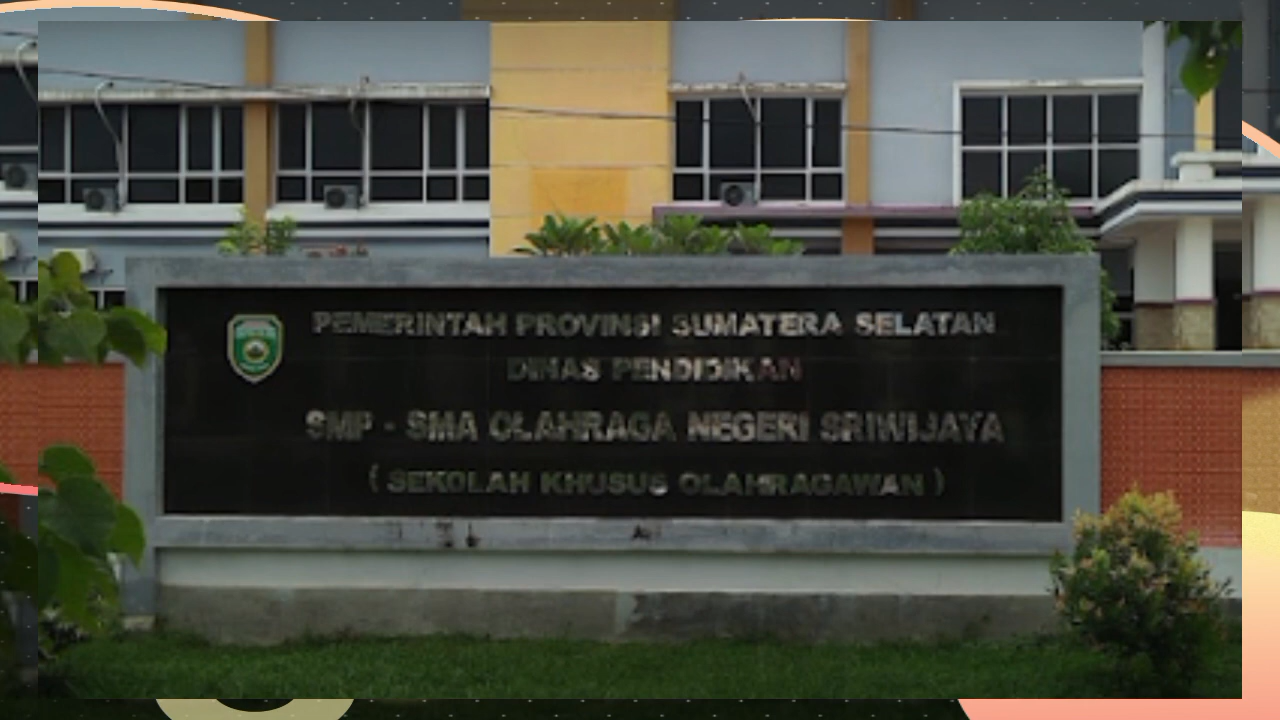 PEMERINTAH PROVINSI SUMATERA SELATAN
DINAS PENDIDIKAN
SMP - SMA OLAHRAGA NEGERI SRIWIJAYA
( SEKOLAH KHUSUS OLAHRAGAWAN )